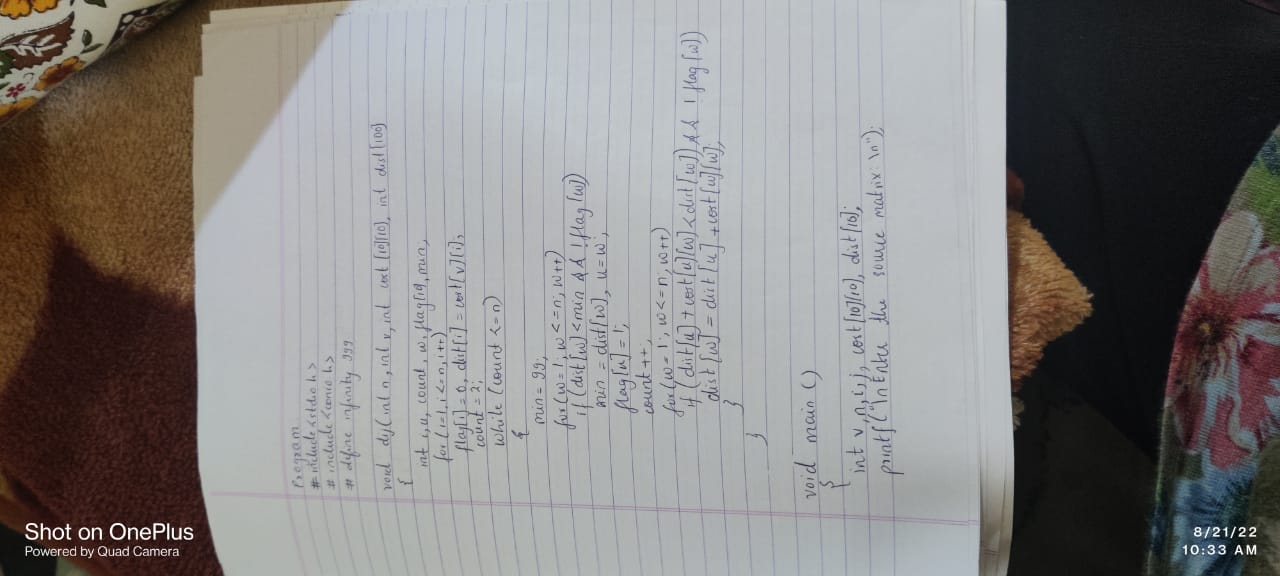 Program
# include <stdio.h>
# include <conio.h>
# define infinity 999
void dij(int n, int v, int cost [10][10], int dist[100])
{
int i,u, count, w, flag[10], min;
for (i=1; i<=n, i++)
flag[i] = 0, dist[i] = cost[v][i];
count = 2;
while (count <=n)
{
min = 99;
for(w=1; w<=n; w++)
if (dist[w]<min && !flag[w])
min = dist[w], u=w;
flag[u] = 1;
count ++;
for(w=1; w<=n; w++)
if (dist[u] + cost[u][w]<dist[w]) && ! flag[w])
dist [w] = dist[u] +cost[u][w];
}
}
void main ()
{
int v,n,i,j, cost[10][10], dist[10];
printf("\nEnter the source matrix: \n");
Shot on OnePlus
Powered by Quad Camera
8/21/22
10:33 AM